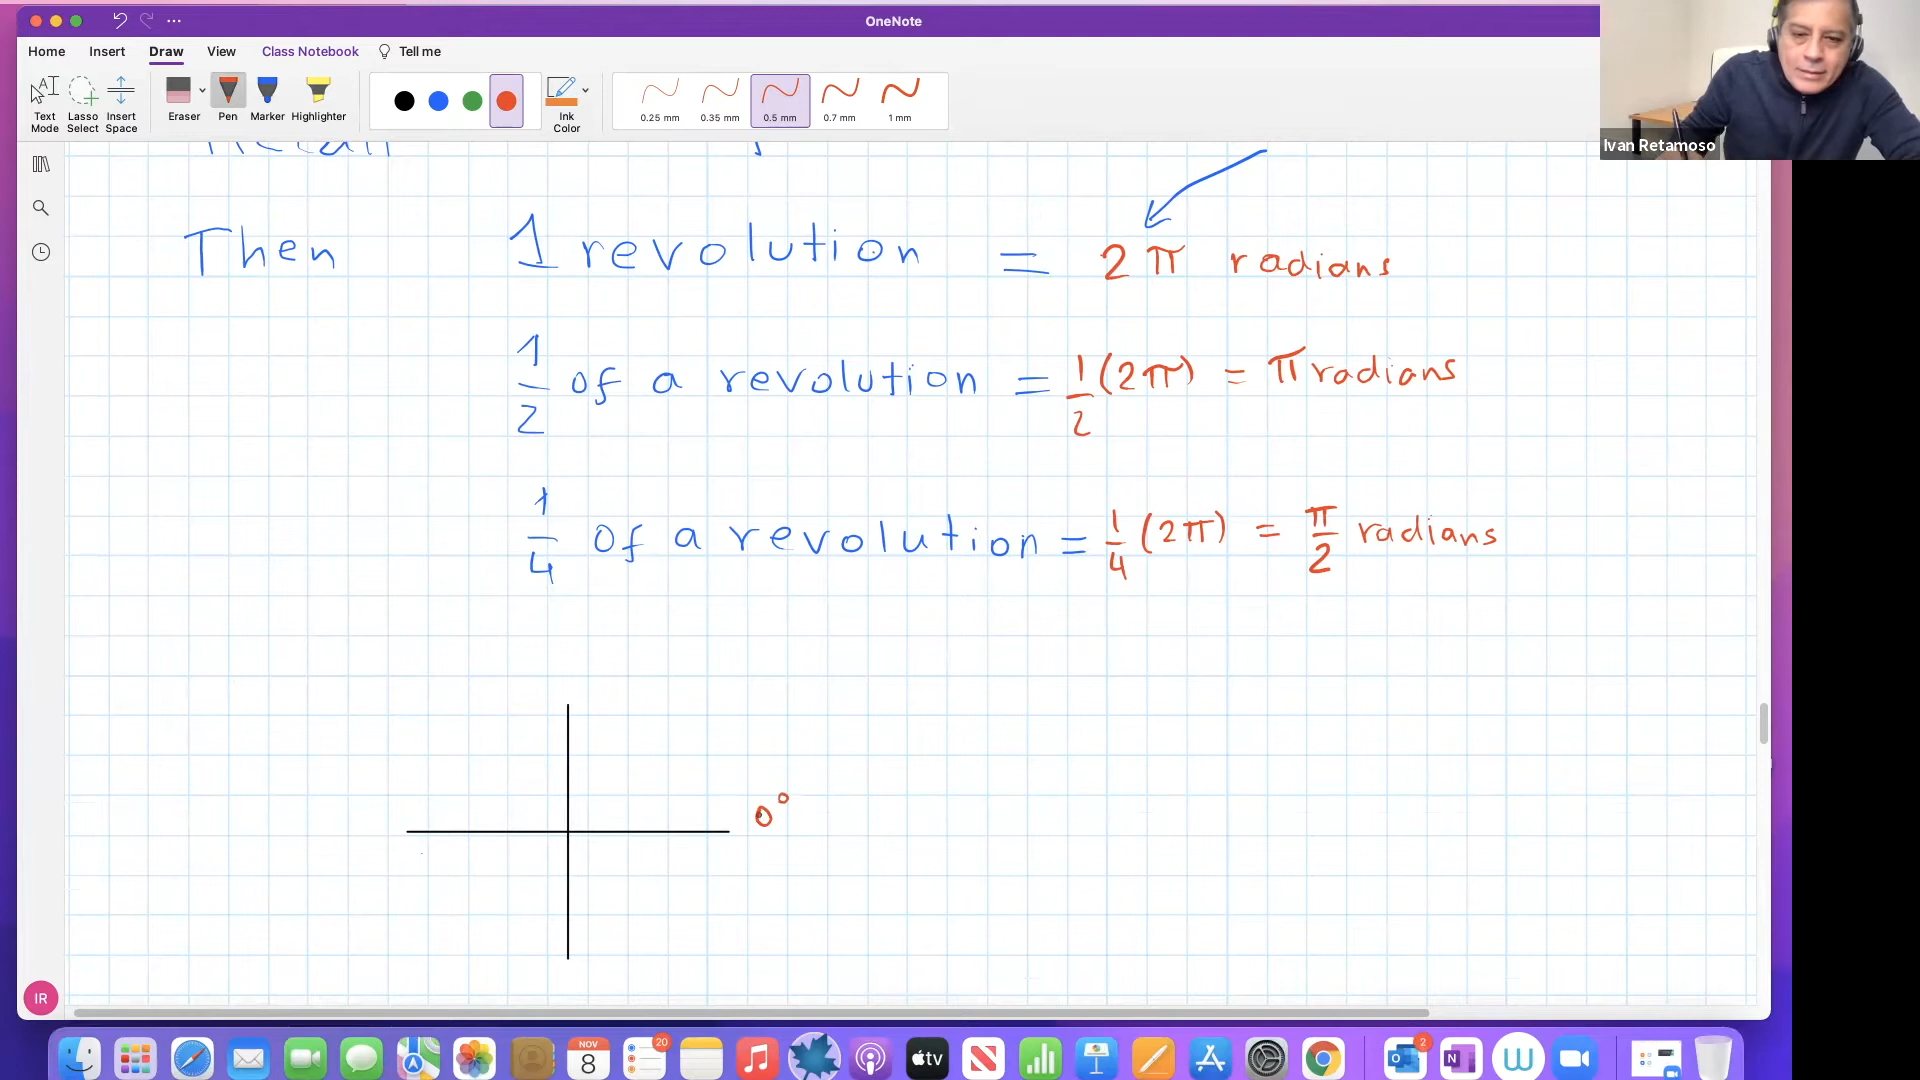 OneNote
Home Insert Draw View Class Notebook Tell me
Text Mode Lasso Select Insert Space Eraser Pen Marker Highlighter Ink Color 0.25 mm 0.35 mm 0.5 mm 0.7 mm 1 mm
Ivan Retamoso
Then 1 revolution = 2π radians
1/2 of a revolution = 1/2 (2π) = π radians
1/4 of a revolution = 1/4 (2π) = π/2 radians
0°
IR
NOV
8
20
tv
2